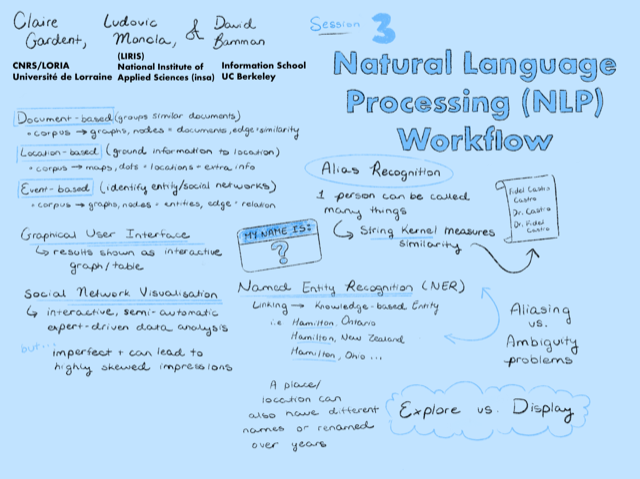 Claire Gardent,
CNRS/LORIA
Université de Lorraine
Ludovic Moncla, &
(LIRIS)
National Institute of
Applied Sciences (insa)
David Bamman
Information School
UC Berkeley
Session 3
Natural Language
Processing (NLP)
Workflow
Document-based (groups similar documents)
• corpus → graphs, nodes = documents, edge = similarity
Location-based (ground information to location)
• corpus → maps, dots = locations + extra info
Event-based (identify entity/social networks)
• corpus → graphs, nodes = entities, edge = relation
Graphical User Interface
↳ results shown as interactive
graph/table
Social Network Visualisation
↳ interactive, semi-automatic
expert-driven data analysis
but...
imperfect + can lead to
highly skewed impressions
MY NAME IS:
?
Alias Recognition
1 person can be called
many things
↳ String Kernel measures
similarity
Fidel Castro
Castro
Dr. Castro
Dr. Fidel
Castro
Named Entity Recognition (NER)
Linking → Knowledge-based Entity
i.e Hamilton, Ontario
Hamilton, New Zealand
Hamilton, Ohio ...
Aliasing
vs.
Ambiguity
problems
A place/
location can
also have different
names or renamed
over years
Explore vs. Display